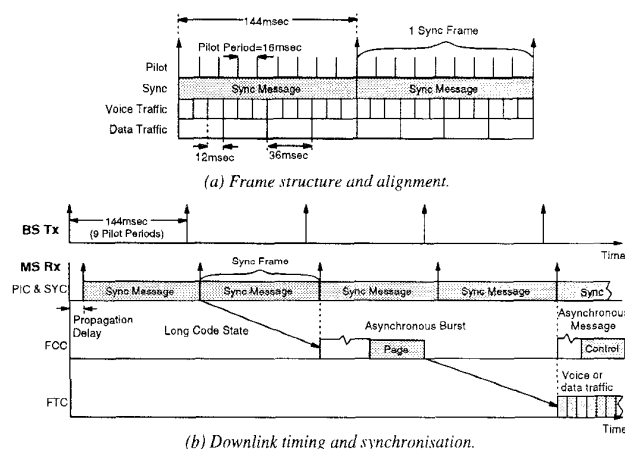 144msec
1 Sync Frame
Pilot Period=16msec
Pilot
Sync
Sync Message
Sync Message
Voice Traffic
Data Traffic
12msec
36msec
(a) Frame structure and alignment.
BS Tx
144msec
(9 Pilot Periods)
Time
MS Rx
Sync Frame
PIC & SYC
Sync Message
Sync Message
Sync Message
Sync Message
Sync
Propagation
Delay
Long Code State
Asynchronous Burst
Asynchronous
Message
FCC
Page
Control
Voice or
data traffic
FTC
Time
(b) Downlink timing and synchronisation.